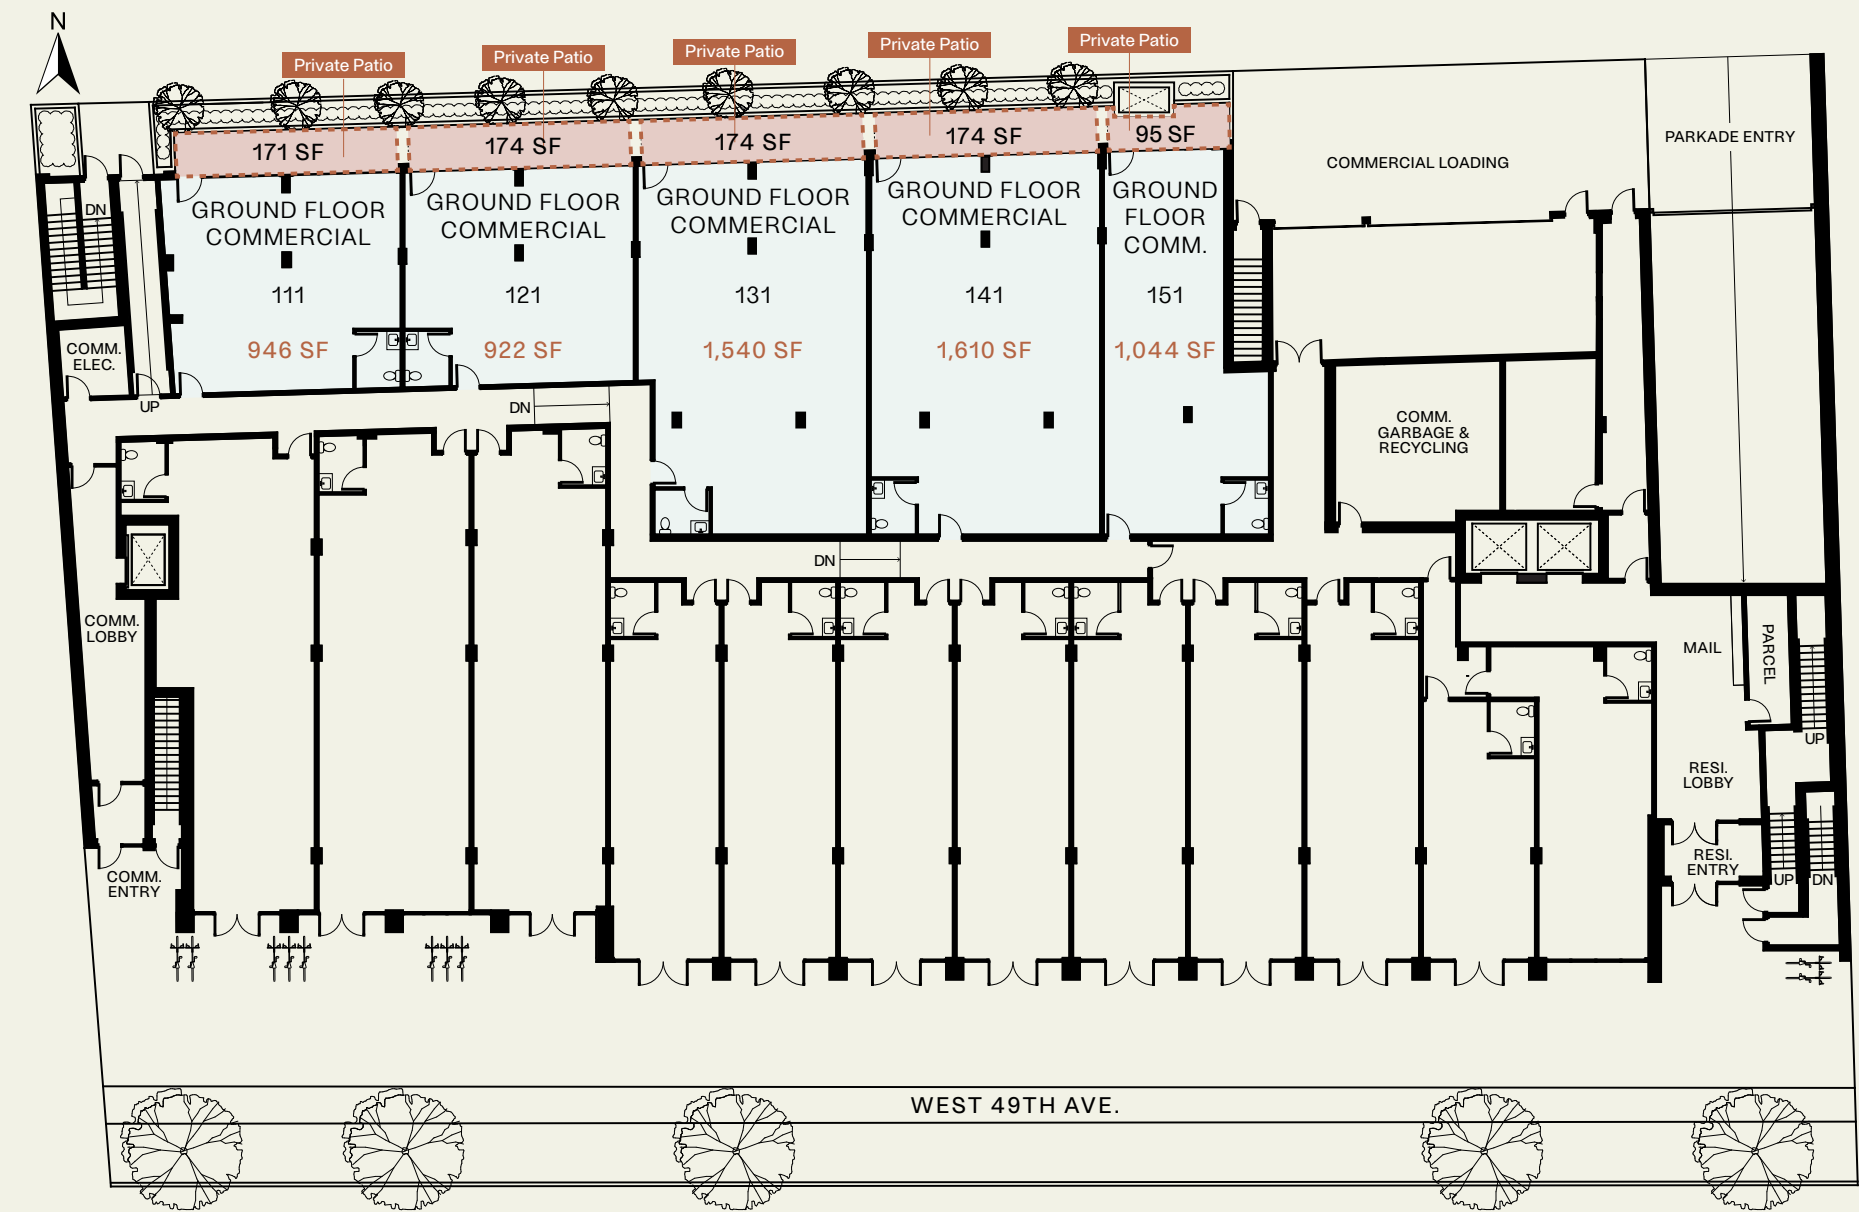 N
Private Patio
Private Patio
Private Patio
Private Patio
Private Patio
171 SF
174 SF
174 SF
174 SF
95 SF
PARKADE ENTRY
COMMERCIAL LOADING
DN
GROUND FLOOR
COMMERCIAL
111
946 SF
GROUND FLOOR
COMMERCIAL
121
922 SF
GROUND FLOOR
COMMERCIAL
131
1,540 SF
GROUND FLOOR
COMMERCIAL
141
1,610 SF
GROUND
FLOOR
COMM.
151
1,044 SF
COMM.
ELEC.
UP
DN
COMM.
GARBAGE &
RECYCLING
DN
COMM.
LOBBY
MAIL
PARCEL
UP
RESI.
LOBBY
RESI.
ENTRY
UP
DN
COMM.
ENTRY
WEST 49TH AVE.